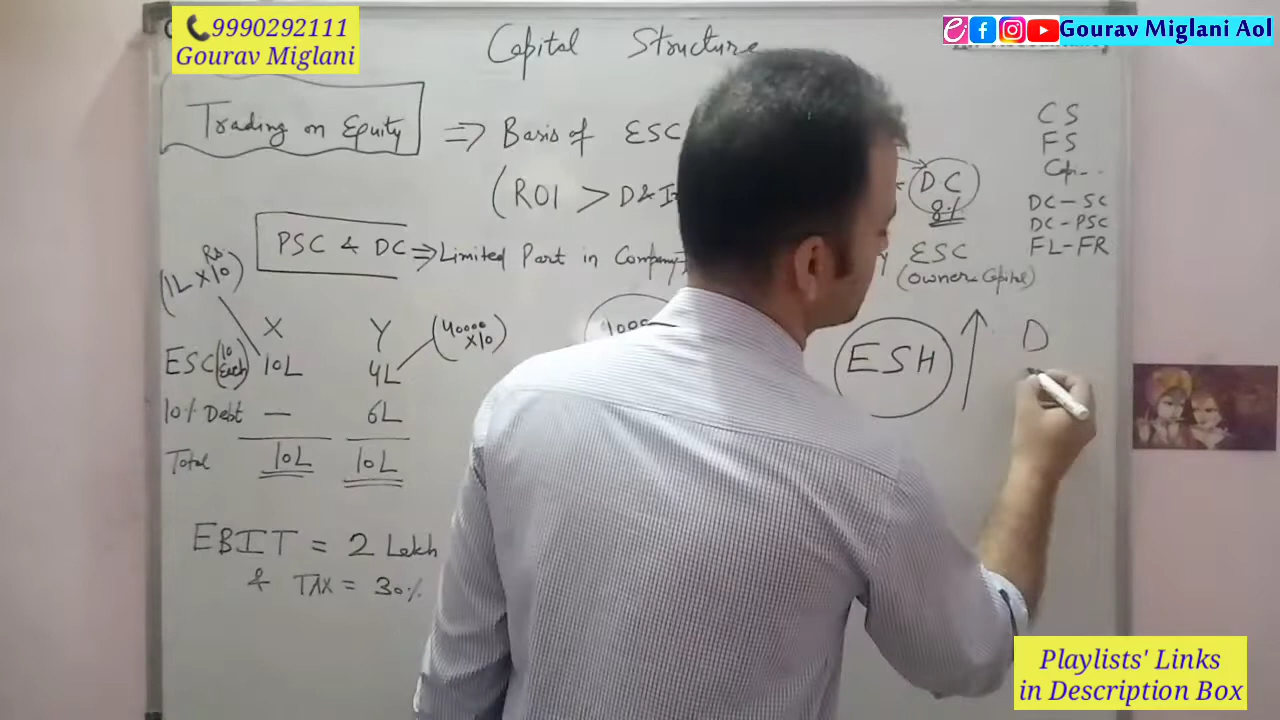 📞9990292111
Gourav Miglani
Gourav Miglani Aol
Capital Structure
Trading on Equity ⇒ Basis of ESC
(ROI > D&I
DC
8%
PSC & DC ⇒ Limited Part in Company
ESC
(owner Capital)
CS
FS
Capi..
DC-SC
DC-PSC
FL-FR
(1L×10) Rs.
X Y (40000×10)
ESC (10 Each) 10L 4L
10% Debt — 6L
Total 10L 10L
EBIT = 2 Lakh
& TAX = 30%
ESH ↑ D
Playlists' Links
in Description Box